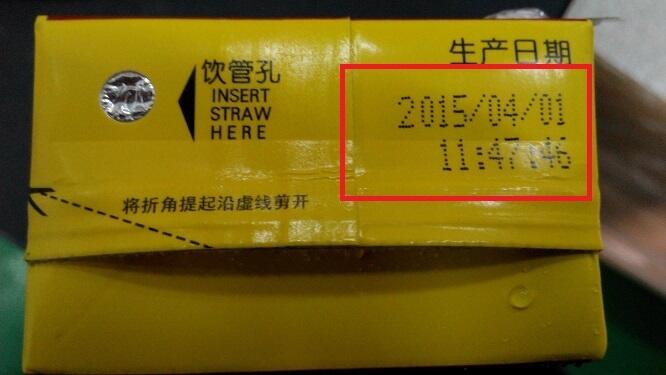 生产日期
饮管孔
INSERT
STRAW
HERE
2015/04/01
11:47:46
将折角提起沿虚线剪开